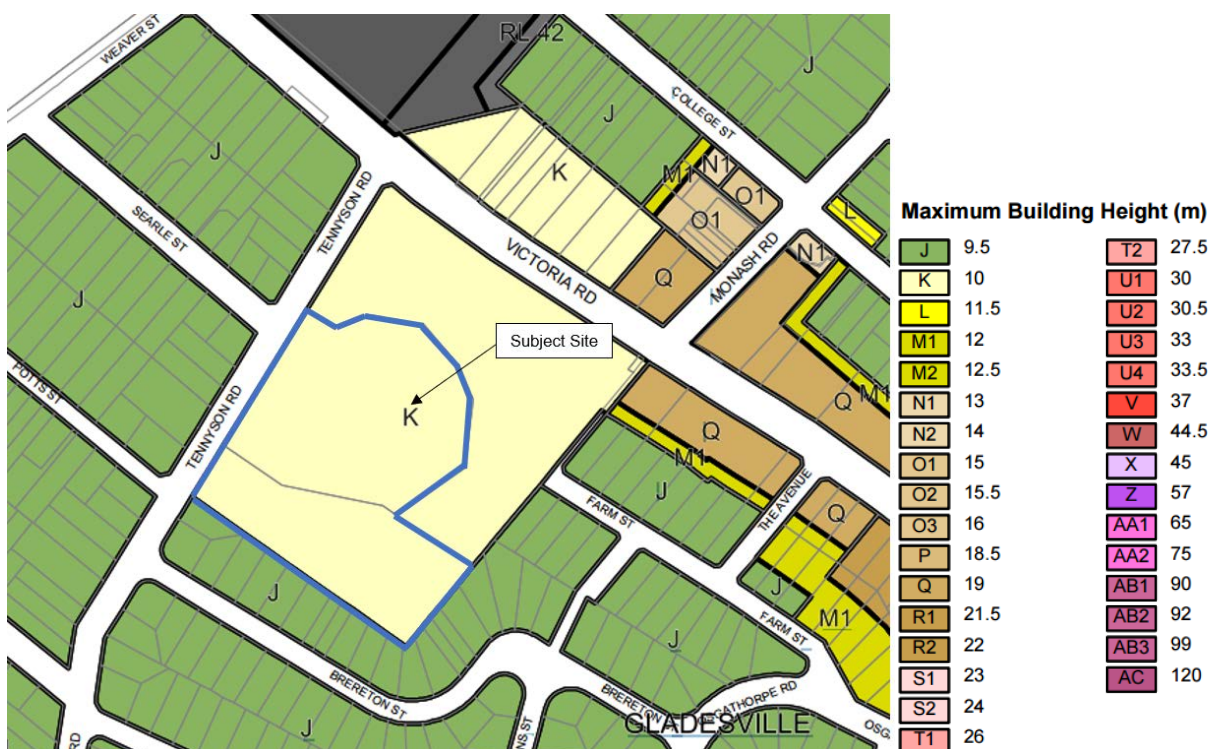 WEAVER ST
RL 42
J
COLLEGE ST
J
J
K
M1
N1
O1
O1
L
TENNYSON RD
SEARLE ST
VICTORIA RD
Q
MONASH RD
N1
J
Subject Site
K
POTTS ST
TENNYSON RD
Q
M1
Q
M1
J
FARM ST
THE AVENUE
Q
J
J
M1
FARM ST
J
BRERETON ST
BRERETON
GLADESVILLE
J
RD
NS ST
Maximum Building Height (m)
J 9.5
K 10
L 11.5
M1 12
M2 12.5
N1 13
N2 14
O1 15
O2 15.5
O3 16
P 18.5
Q 19
R1 21.5
R2 22
S1 23
S2 24
T1 26
T2 27.5
U1 30
U2 30.5
U3 33
U4 33.5
V 37
W 44.5
X 45
Z 57
AA1 65
AA2 75
AB1 90
AB2 92
AB3 99
AC 120